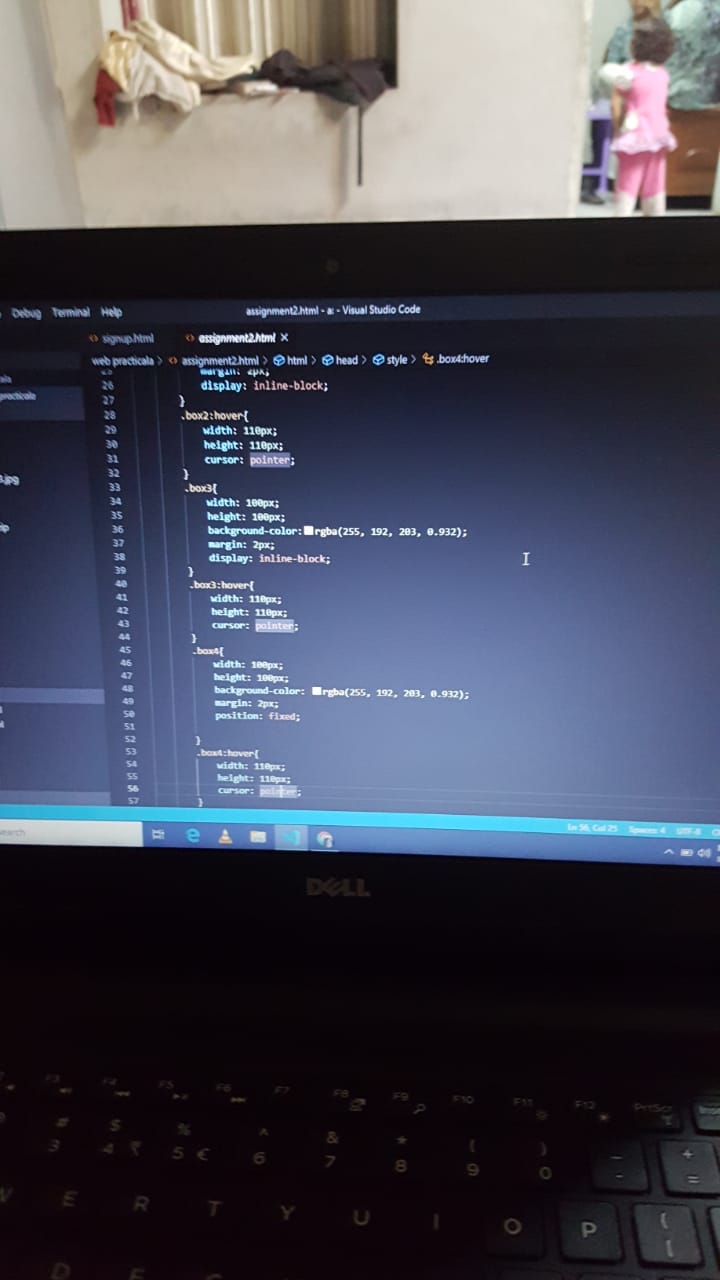 Debug Terminal Help
assignment2.html - a: - Visual Studio Code
signup.html assignment2.html ×
web practicala > assignment2.html > html > head > style > .box4:hover
margin: 2px;
26 display: inline-block;
27 }
28 .box2:hover{
29 width: 110px;
30 height: 110px;
31 cursor: pointer;
32 }
33 .box3{
34 width: 100px;
35 height: 100px;
36 background-color: rgba(255, 192, 203, 0.932);
37 margin: 2px;
38 display: inline-block;
39 }
40 .box3:hover{
41 width: 110px;
42 height: 110px;
43 cursor: pointer;
44 }
45 .box4{
46 width: 100px;
47 height: 100px;
48 background-color: rgba(255, 192, 203, 0.932);
49 margin: 2px;
50 position: fixed;
51
52 }
53 .box4:hover{
54 width: 110px;
55 height: 110px;
56 cursor: pointer;
57 }
Ln 56, Col 25 Spaces: 4 UTF-8
search
DELL
F4 F5 F6 F7 F8 F9 F10 F11 F12 PrtScr
# $ % ^ & * ( ) - +
3 4 ₹ 5 € 6 7 8 9 0 - =
E R T Y U I O P { [